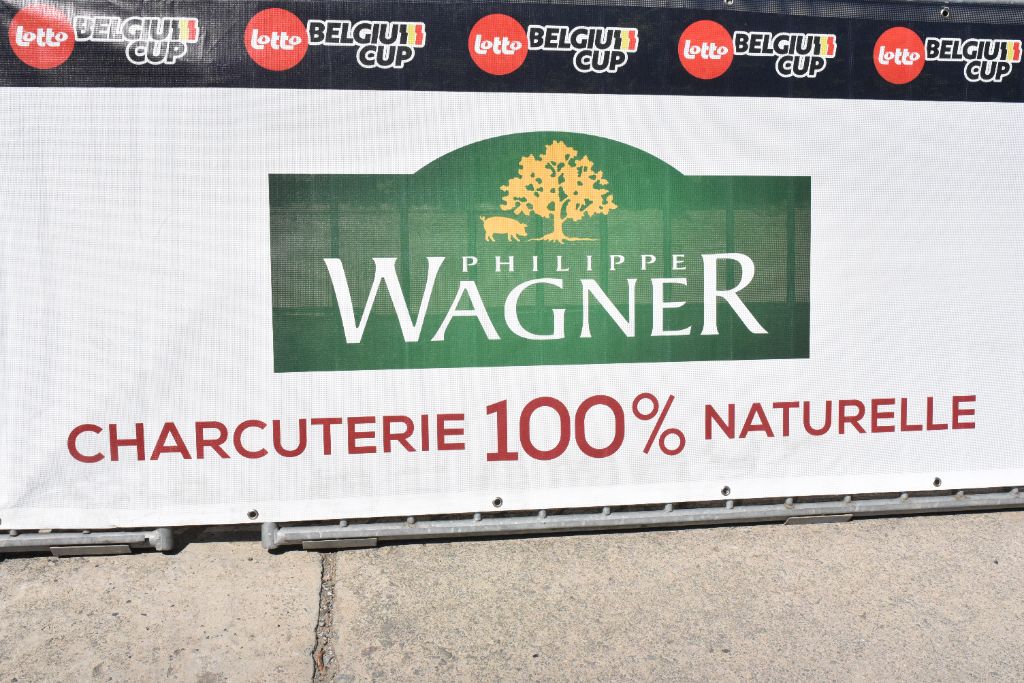 Lotto BELGIUM CUP Lotto BELGIUM CUP Lotto BELGIUM CUP Lotto BELGIUM CUP Lotto BELGIUM CUP
PHILIPPE
WAGNER
CHARCUTERIE 100% NATURELLE